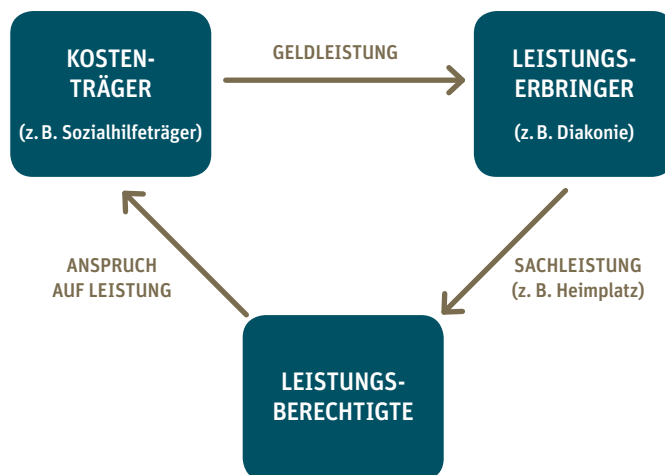 KOSTEN-
TRÄGER
(z. B. Sozialhilfeträger)
GELDLEISTUNG
LEISTUNGS-
ERBRINGER
(z. B. Diakonie)
ANSPRUCH
AUF LEISTUNG
SACHLEISTUNG
(z. B. Heimplatz)
LEISTUNGS-
BERECHTIGTE